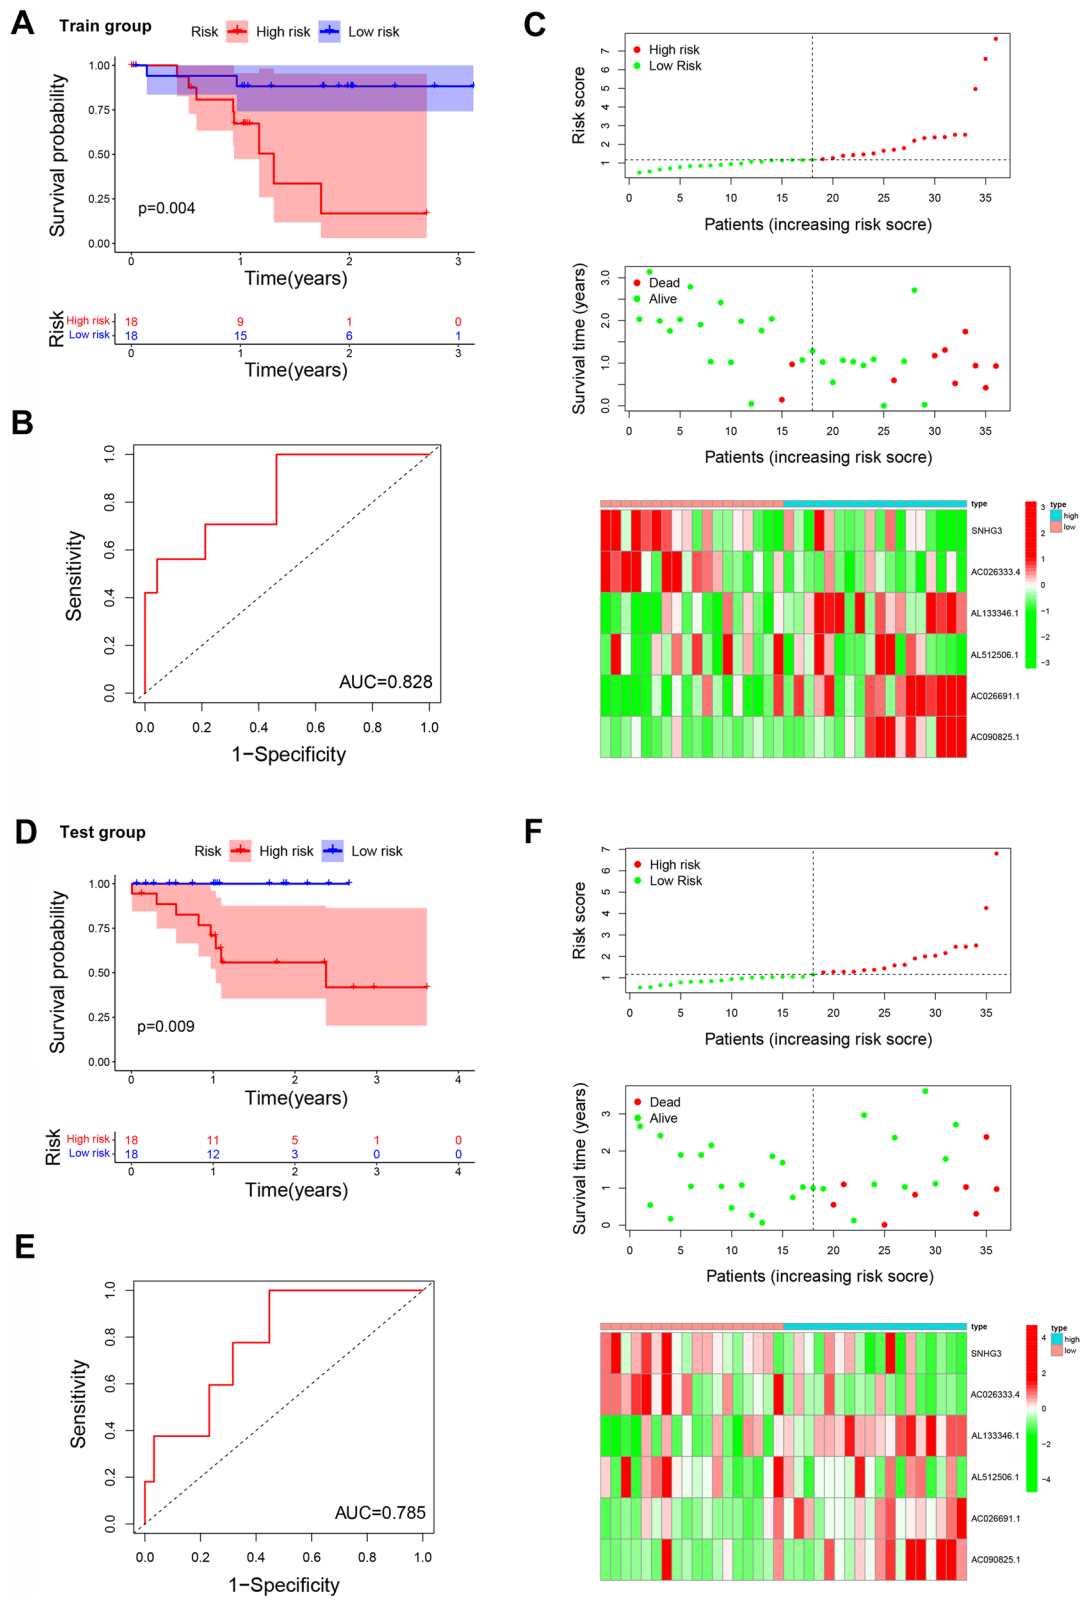 A
Train group
Risk High risk Low risk
Survival probability
1.00
0.75
0.50
0.25
0.00
p=0.004
0 1 2 3
Time(years)
Risk
High risk 18 9 1 0
Low risk 18 15 6 1
0 1 2 3
Time(years)
B
Sensitivity
1.0
0.8
0.6
0.4
0.2
0.0
AUC=0.828
0.0 0.2 0.4 0.6 0.8 1.0
1−Specificity
C
Risk score
High risk
Low Risk
7
6
5
4
3
2
1
0 5 10 15 20 25 30 35
Patients (increasing risk socre)
Survival time (years)
Dead
Alive
3.0
2.0
1.0
0.0
0 5 10 15 20 25 30 35
Patients (increasing risk socre)
type
SNHG3
AC026333.4
AL133346.1
AL512506.1
AC026691.1
AC090825.1
3
2
1
0
−1
−2
−3
type
high
low
D
Test group
Risk High risk Low risk
Survival probability
1.00
0.75
0.50
0.25
0.00
p=0.009
0 1 2 3 4
Time(years)
Risk
High risk 18 11 5 1 0
Low risk 18 12 3 0 0
0 1 2 3 4
Time(years)
E
Sensitivity
1.0
0.8
0.6
0.4
0.2
0.0
AUC=0.785
0.0 0.2 0.4 0.6 0.8 1.0
1−Specificity
F
Risk score
High risk
Low Risk
7
6
5
4
3
2
1
0 5 10 15 20 25 30 35
Patients (increasing risk socre)
Survival time (years)
Dead
Alive
3
2
1
0
0 5 10 15 20 25 30 35
Patients (increasing risk socre)
type
SNHG3
AC026333.4
AL133346.1
AL512506.1
AC026691.1
AC090825.1
4
2
0
−2
−4
type
high
low